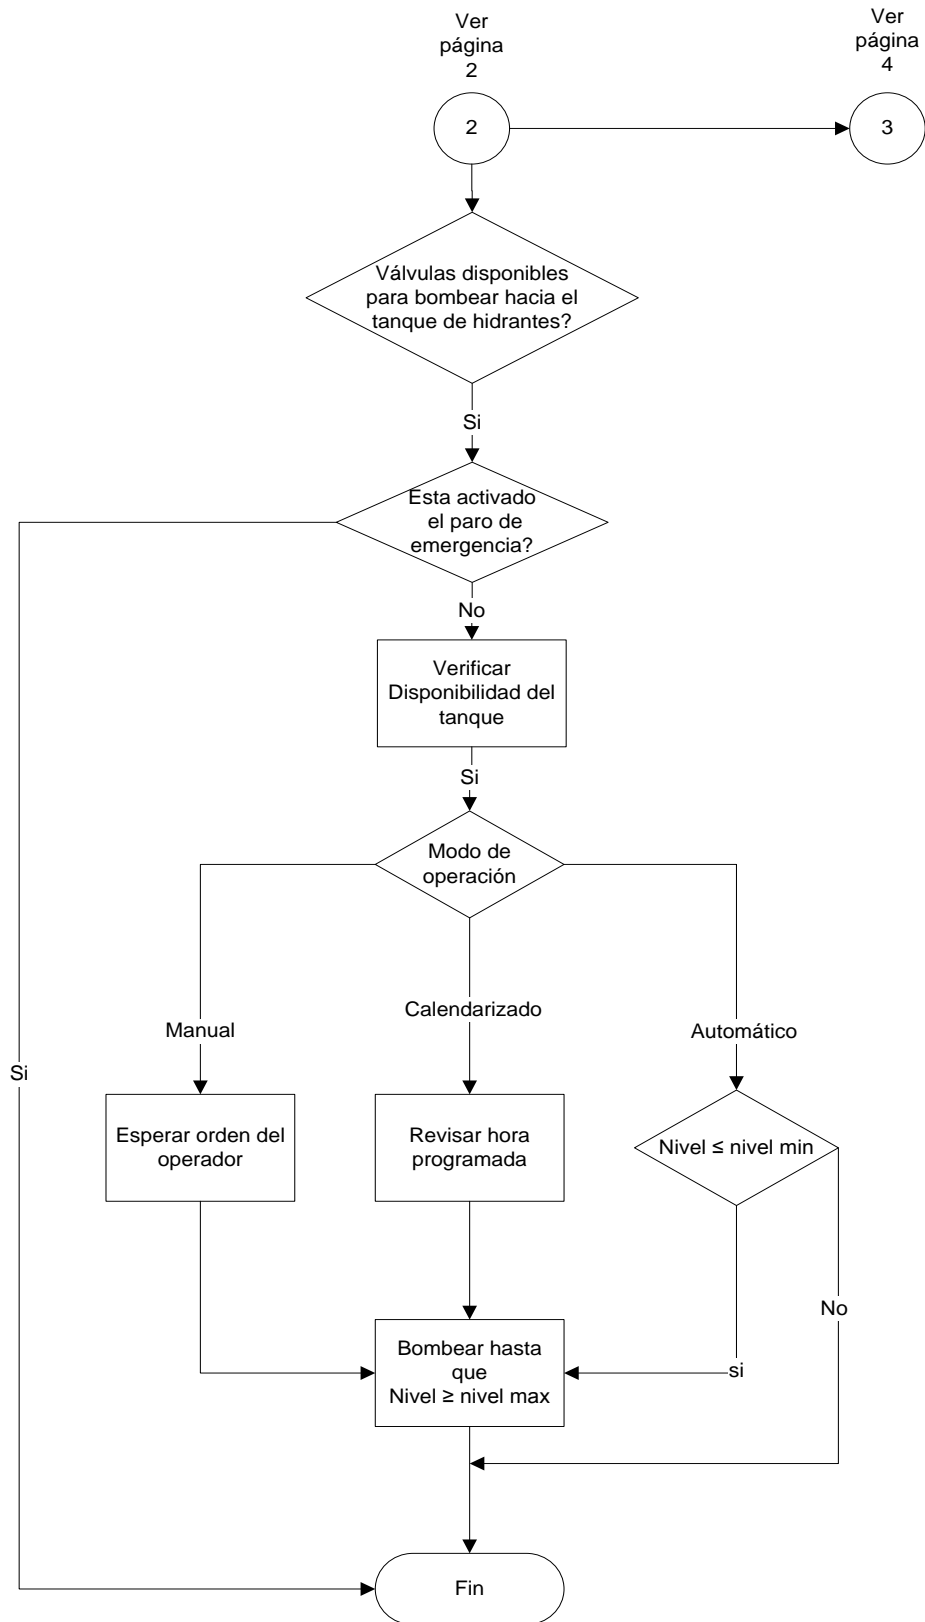 Ver
página
2
Ver
página
4
2
3
Válvulas disponibles
para bombear hacia el
tanque de hidrantes?
Si
Esta activado
el paro de
emergencia?
No
Verificar
Disponibilidad del
tanque
Si
Modo de
operación
Manual
Calendarizado
Automático
Si
Esperar orden del
operador
Revisar hora
programada
Nivel ≤ nivel min
No
Bombear hasta
que
Nivel ≥ nivel max
si
Fin